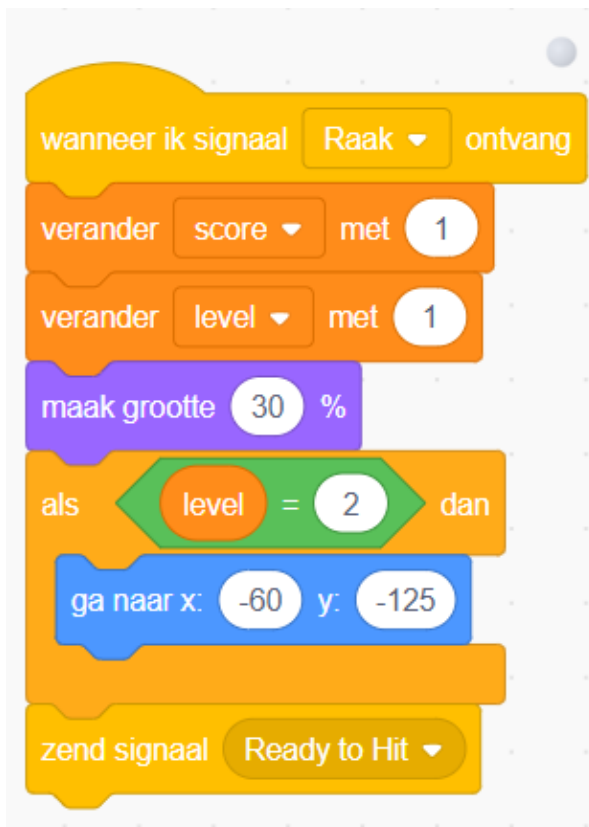 wanneer ik signaal Raak ontvang
verander score met 1
verander level met 1
maak grootte 30 %
als level = 2 dan
ga naar x: -60 y: -125
zend signaal Ready to Hit